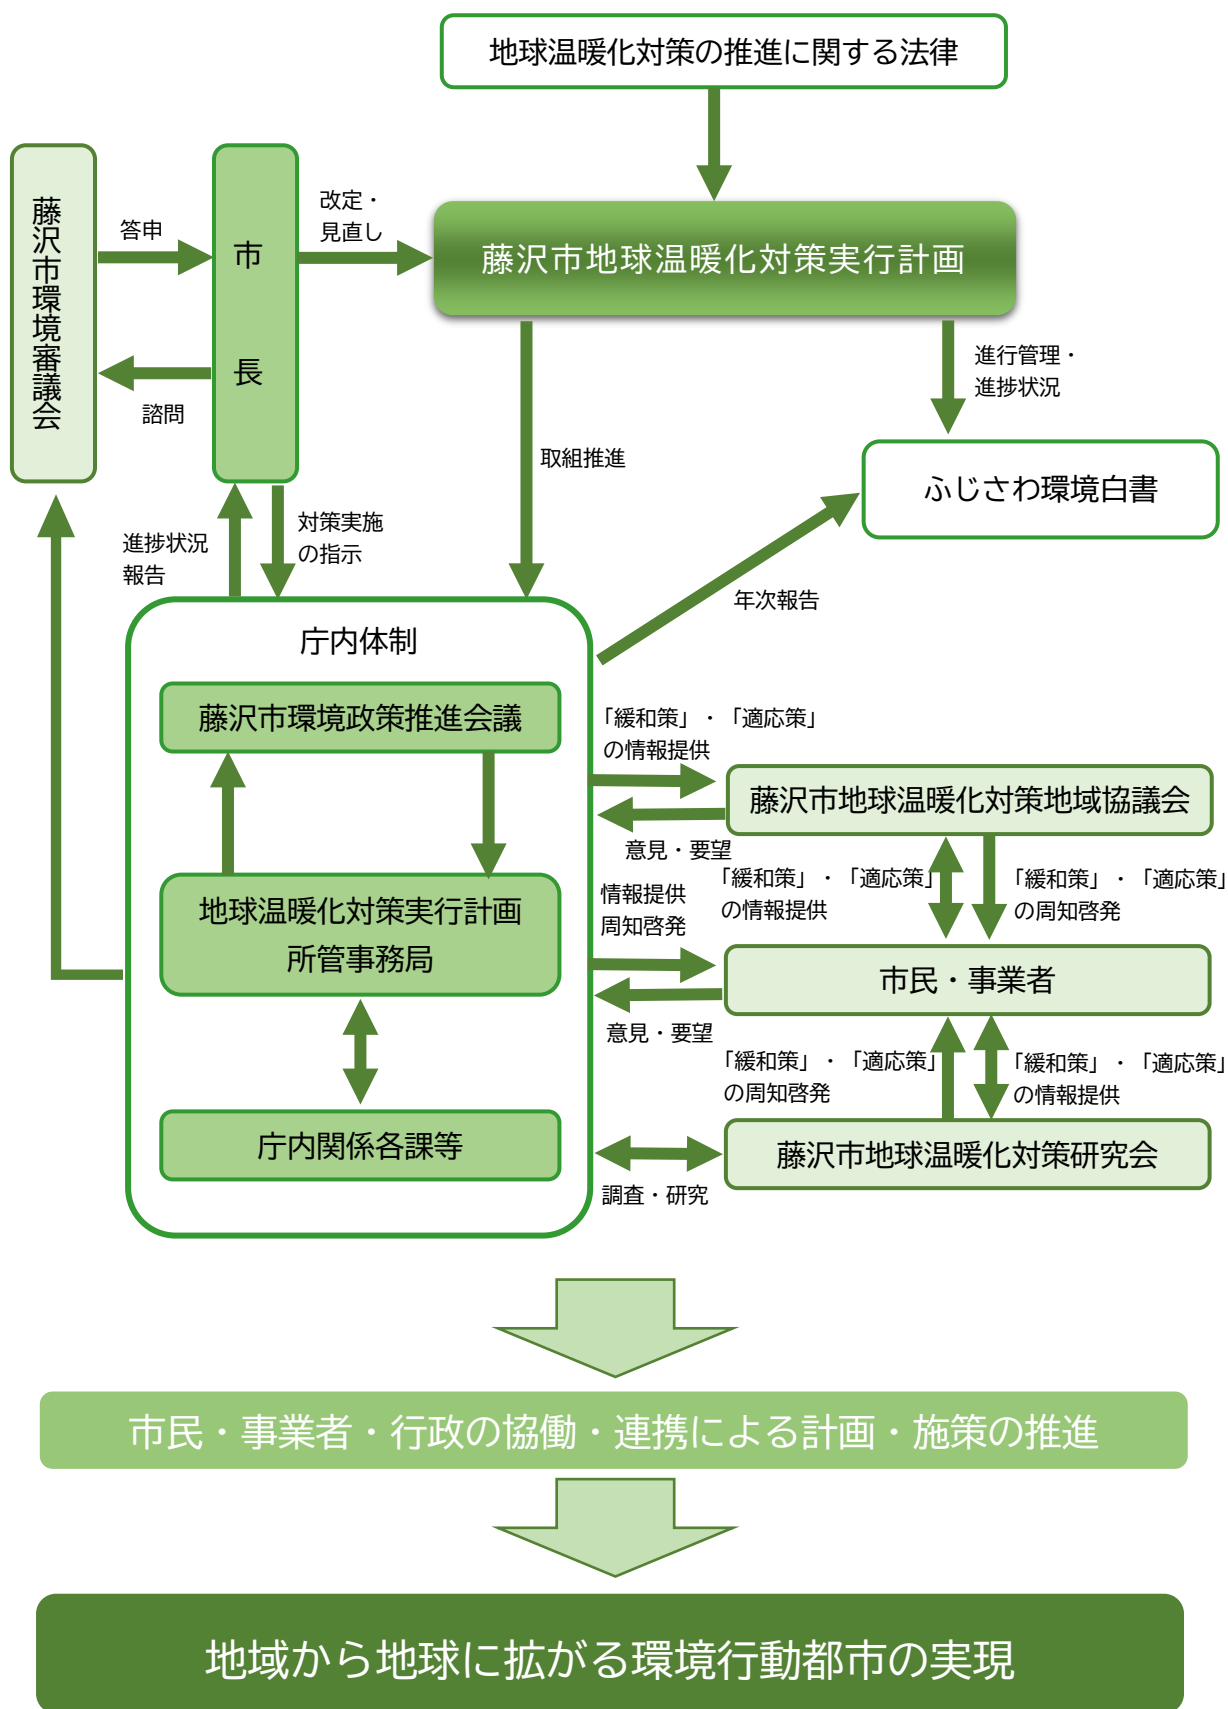 地球温暖化対策の推進に関する法律
藤沢市環境審議会
答申
諮問
市長
改定・
見直し
藤沢市地球温暖化対策実行計画
進行管理・
進捗状況
取組推進
ふじさわ環境白書
進捗状況
報告
対策実施
の指示
年次報告
庁内体制
藤沢市環境政策推進会議
地球温暖化対策実行計画
所管事務局
庁内関係各課等
「緩和策」・「適応策」
の情報提供
藤沢市地球温暖化対策地域協議会
意見・要望
「緩和策」・「適応策」
の情報提供
「緩和策」・「適応策」
の周知啓発
情報提供
周知啓発
市民・事業者
意見・要望
「緩和策」・「適応策」
の周知啓発
「緩和策」・「適応策」
の情報提供
藤沢市地球温暖化対策研究会
調査・研究
市民・事業者・行政の協働・連携による計画・施策の推進
地域から地球に拡がる環境行動都市の実現